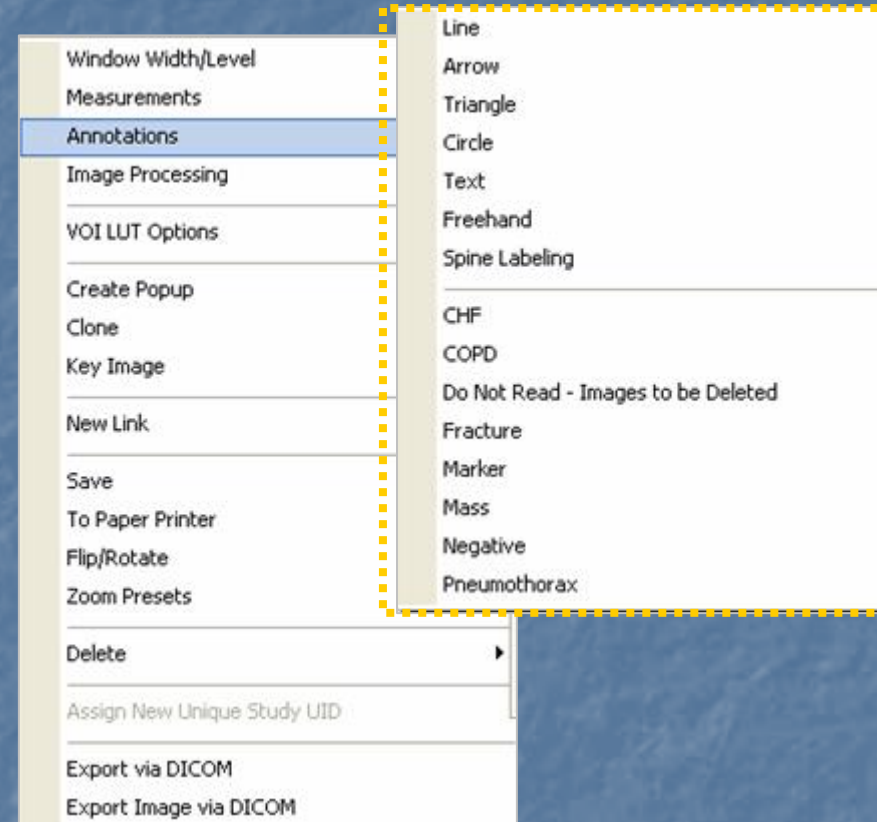 Window Width/Level
Measurements
Annotations
Image Processing
VOI LUT Options
Create Popup
Clone
Key Image
New Link
Save
To Paper Printer
Flip/Rotate
Zoom Presets
Delete
Assign New Unique Study UID
Export via DICOM
Export Image via DICOM
Line
Arrow
Triangle
Circle
Text
Freehand
Spine Labeling
CHF
COPD
Do Not Read - Images to be Deleted
Fracture
Marker
Mass
Negative
Pneumothorax